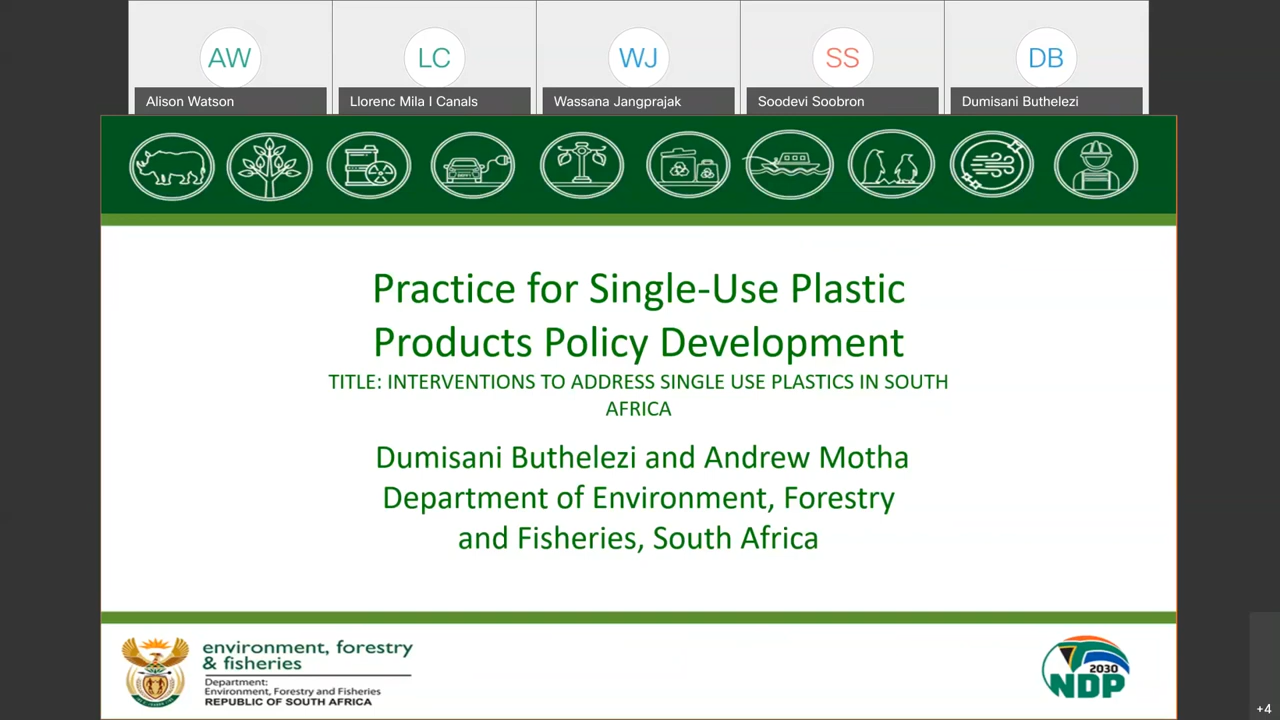 AW
LC
WJ
SS
DB
Alison Watson
Llorenc Mila I Canals
Wassana Jangprajak
Soodevi Soobron
Dumisani Buthelezi
Practice for Single-Use Plastic
Products Policy Development
TITLE: INTERVENTIONS TO ADDRESS SINGLE USE PLASTICS IN SOUTH
AFRICA
Dumisani Buthelezi and Andrew Motha
Department of Environment, Forestry
and Fisheries, South Africa
environment, forestry
& fisheries
Department:
Environment, Forestry and Fisheries
REPUBLIC OF SOUTH AFRICA
2030
NDP
+4